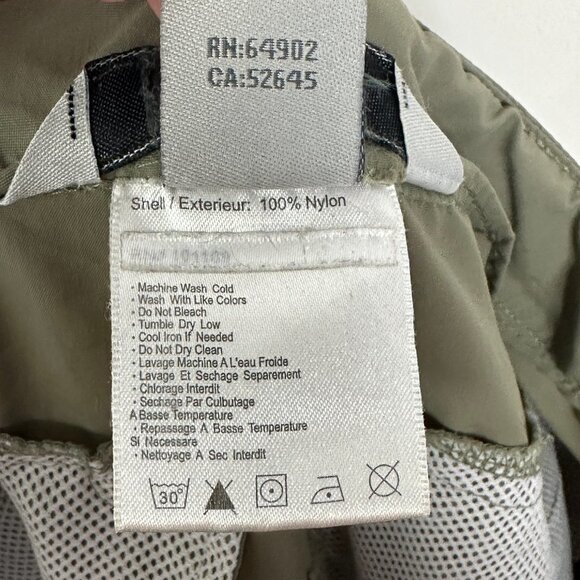 RN:64902
CA:52645
Shell / Exterieur: 100% Nylon
· Machine Wash Cold
· Wash With Like Colors
· Do Not Bleach
· Tumble Dry Low
· Cool Iron If Needed
· Do Not Dry Clean
· Lavage Machine A L'eau Froide
· Lavage Et Sechage Separement
· Chlorage Interdit
· Sechage Par Culbutage
A Basse Temperature
· Repassage A Basse Temperature
Si Necessare
· Nettoyage A Sec Interdit
30°